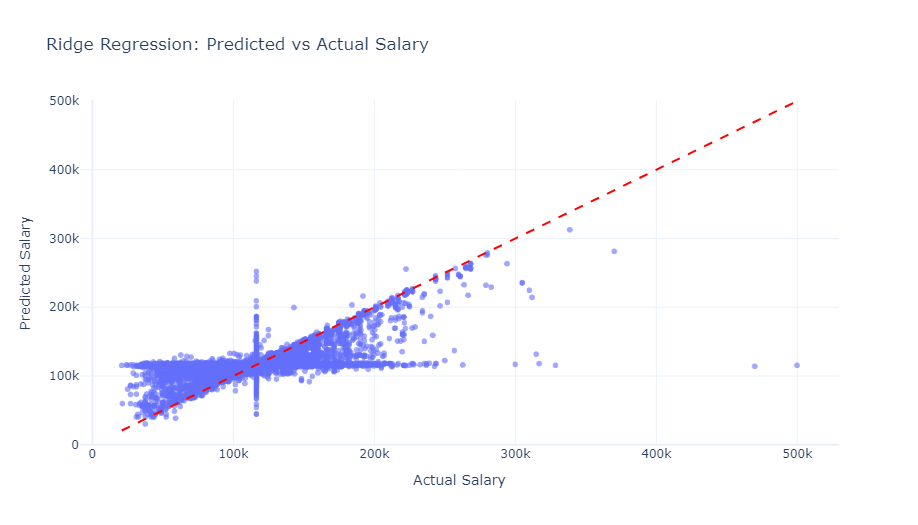 Ridge Regression: Predicted vs Actual Salary
500k
400k
300k
200k
100k
0
Predicted Salary
0
100k
200k
300k
400k
500k
Actual Salary